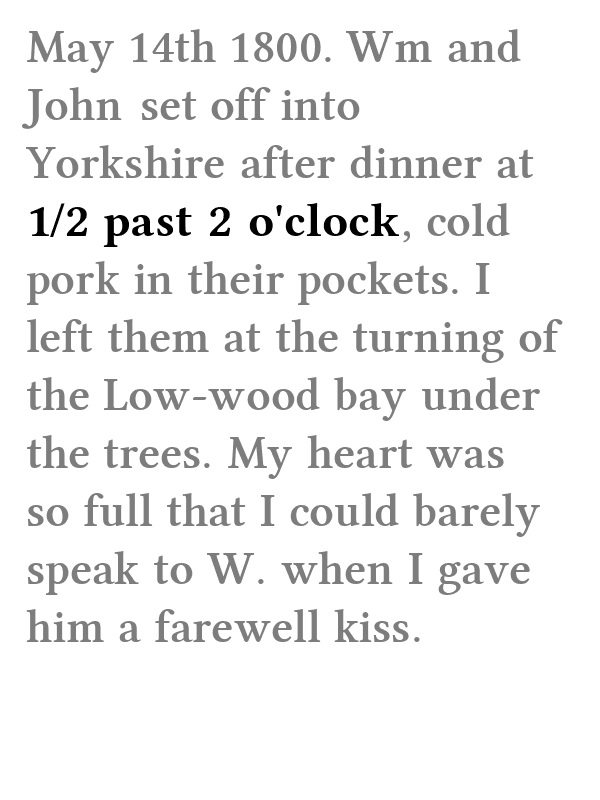 May 14th 1800. Wm and
John set off into
Yorkshire after dinner at
1/2 past 2 o'clock, cold
pork in their pockets. I
left them at the turning of
the Low-wood bay under
the trees. My heart was
so full that I could barely
speak to W. when I gave
him a farewell kiss.